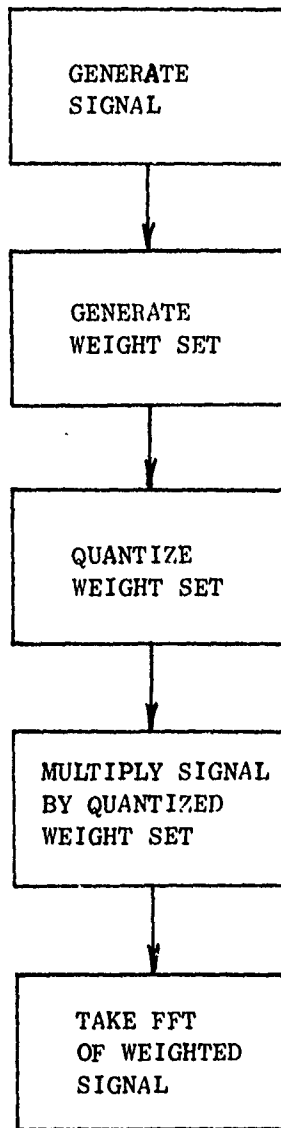 GENERATE
SIGNAL
GENERATE
WEIGHT SET
QUANTIZE
WEIGHT SET
MULTIPLY SIGNAL
BY QUANTIZED
WEIGHT SET
TAKE FFT
OF WEIGHTED
SIGNAL